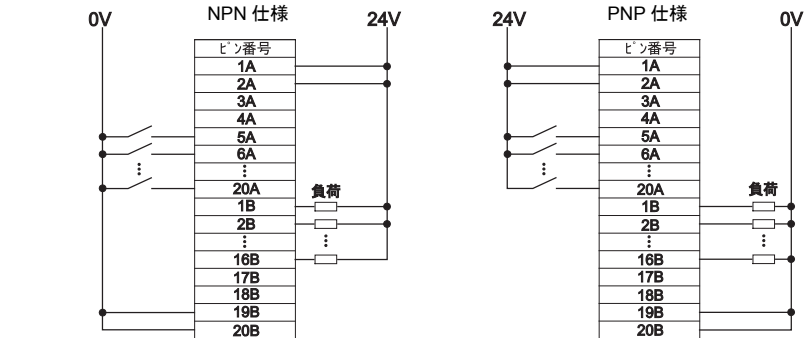 NPN 仕様
0V
24V
ピン番号
1A
2A
3A
4A
5A
6A
⋮
20A
1B
2B
⋮
16B
17B
18B
19B
20B
⋮
負荷
⋮
PNP 仕様
24V
0V
ピン番号
1A
2A
3A
4A
5A
6A
⋮
20A
1B
2B
⋮
16B
17B
18B
19B
20B
⋮
負荷
⋮